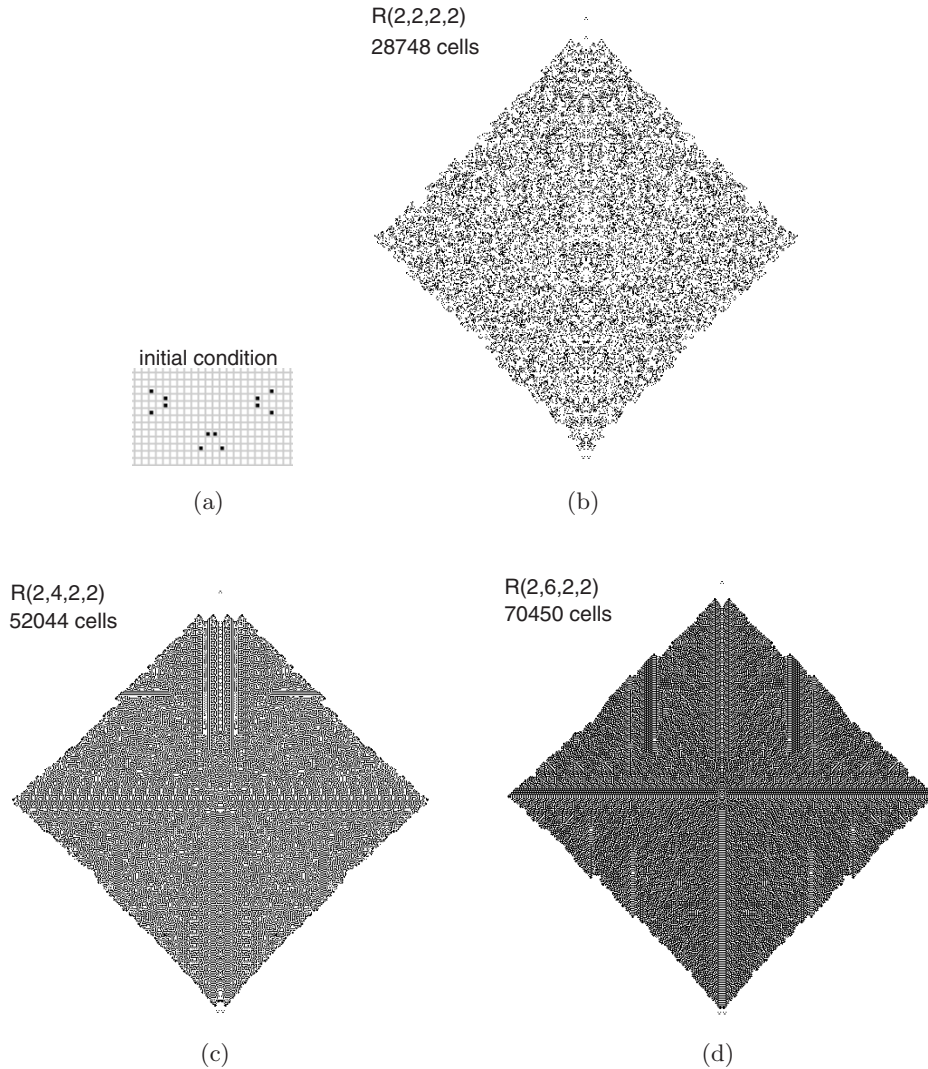 R(2,2,2,2)
28748 cells
initial condition
(a)
(b)
R(2,4,2,2)
52044 cells
R(2,6,2,2)
70450 cells
(c)
(d)